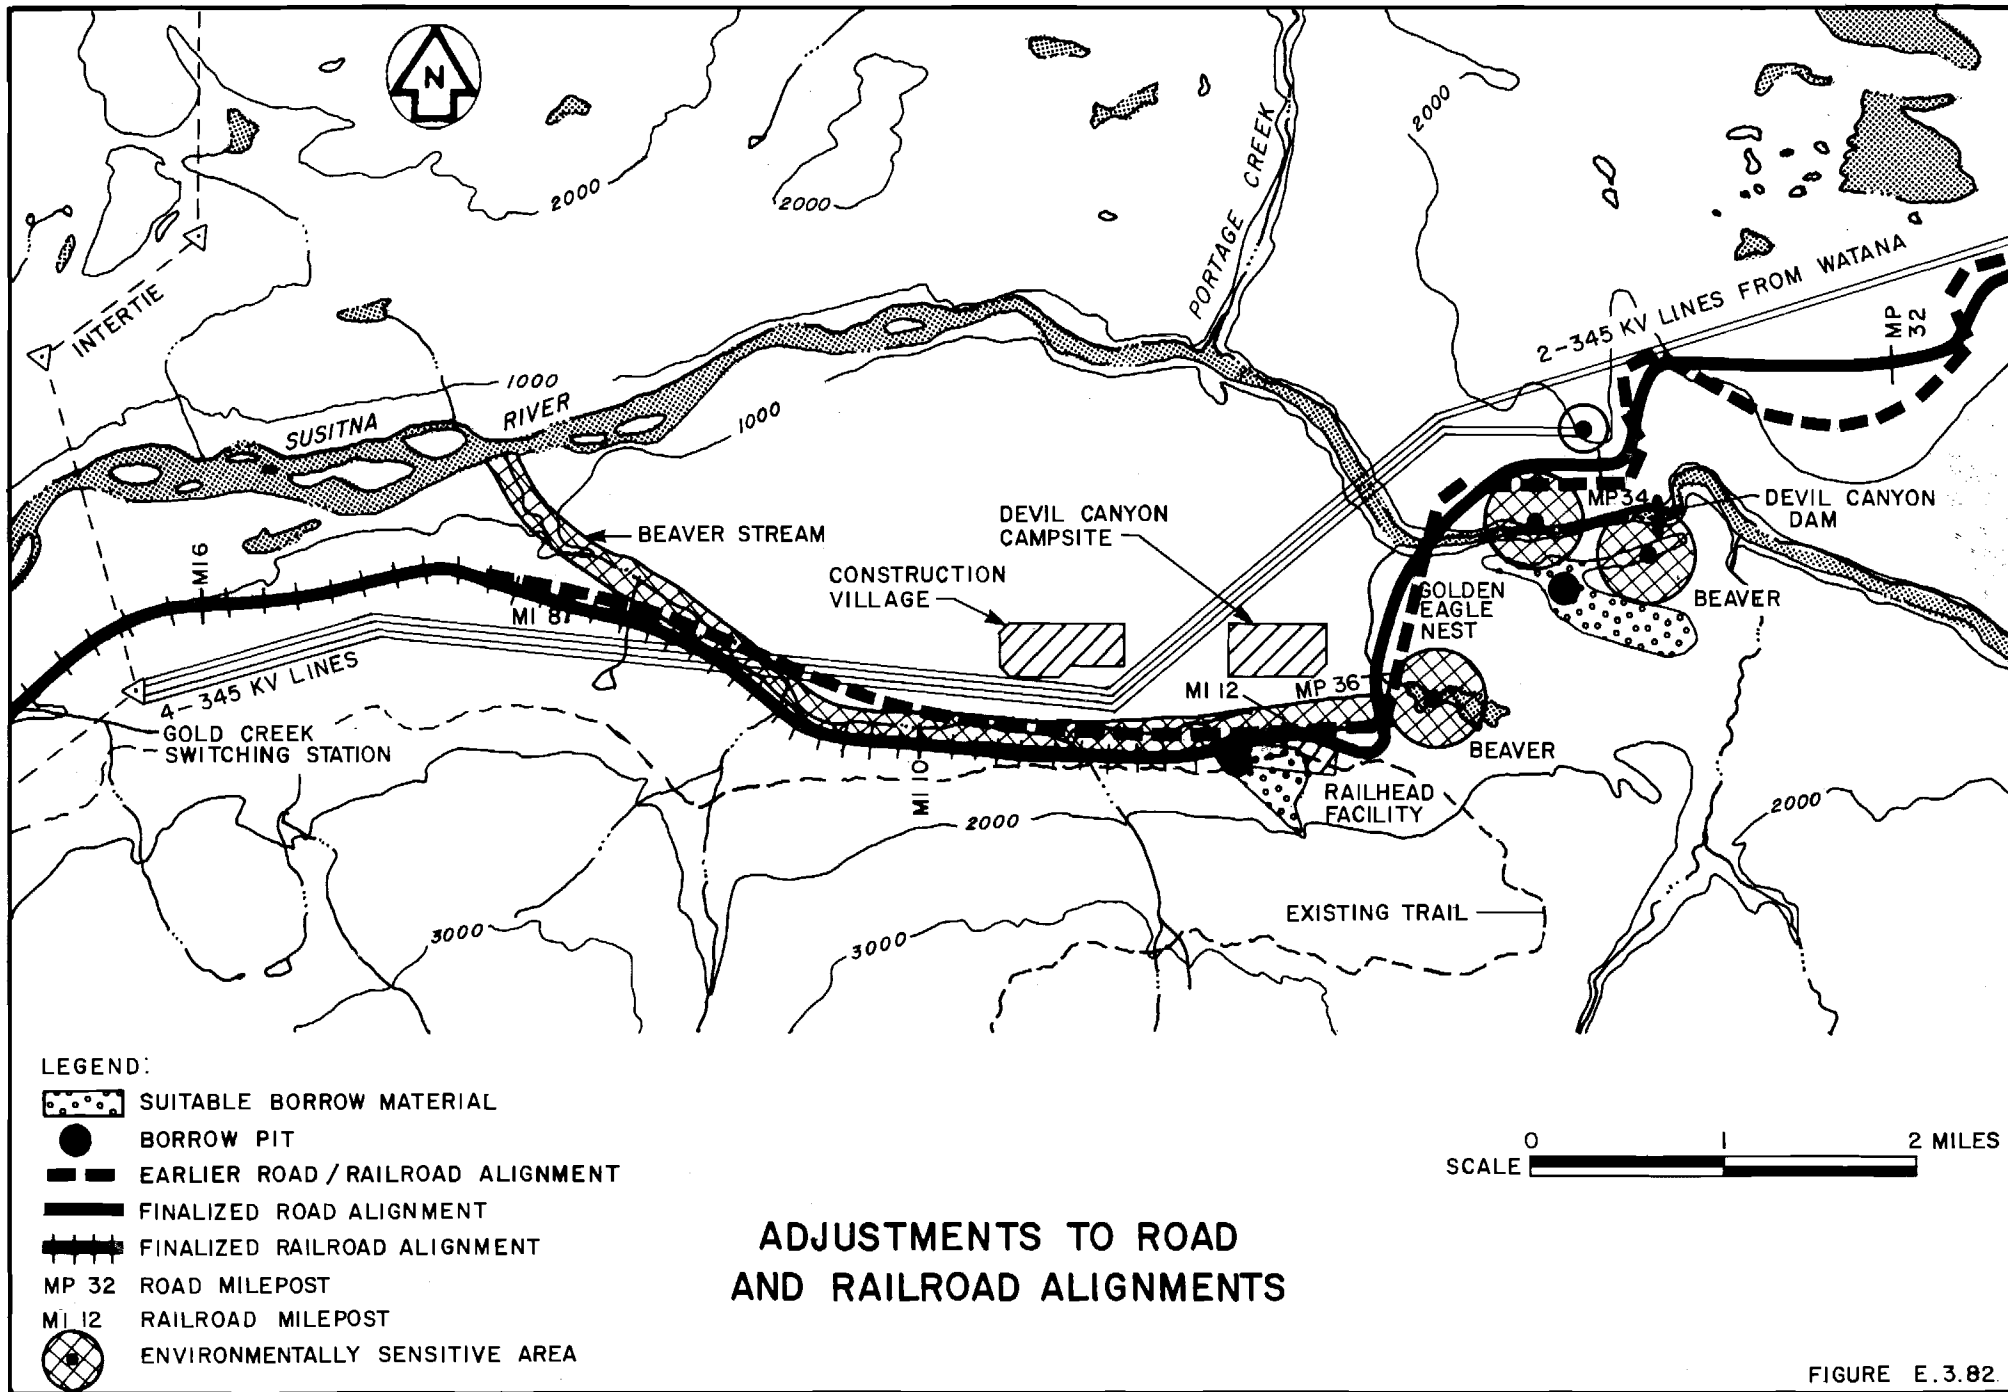 N
2000
2000
PORTAGE CREEK
2000
2-345 KV LINES FROM WATANA
MP 32
INTERTIE
1000
SUSITNA RIVER
1000
MI 6
BEAVER STREAM
DEVIL CANYON
CAMPSITE
MP34
DEVIL CANYON
DAM
CONSTRUCTION
VILLAGE
GOLDEN
EAGLE
NEST
BEAVER
MI 8
4-345 KV LINES
MI 12
MP 36
GOLD CREEK
SWITCHING STATION
BEAVER
MI 10
RAILHEAD
FACILITY
2000
2000
EXISTING TRAIL
3000
3000
LEGEND:
SUITABLE BORROW MATERIAL
BORROW PIT
EARLIER ROAD / RAILROAD ALIGNMENT
FINALIZED ROAD ALIGNMENT
FINALIZED RAILROAD ALIGNMENT
MP 32 ROAD MILEPOST
MI 12 RAILROAD MILEPOST
ENVIRONMENTALLY SENSITIVE AREA
0 1 2 MILES
SCALE
ADJUSTMENTS TO ROAD
AND RAILROAD ALIGNMENTS
FIGURE E.3.82